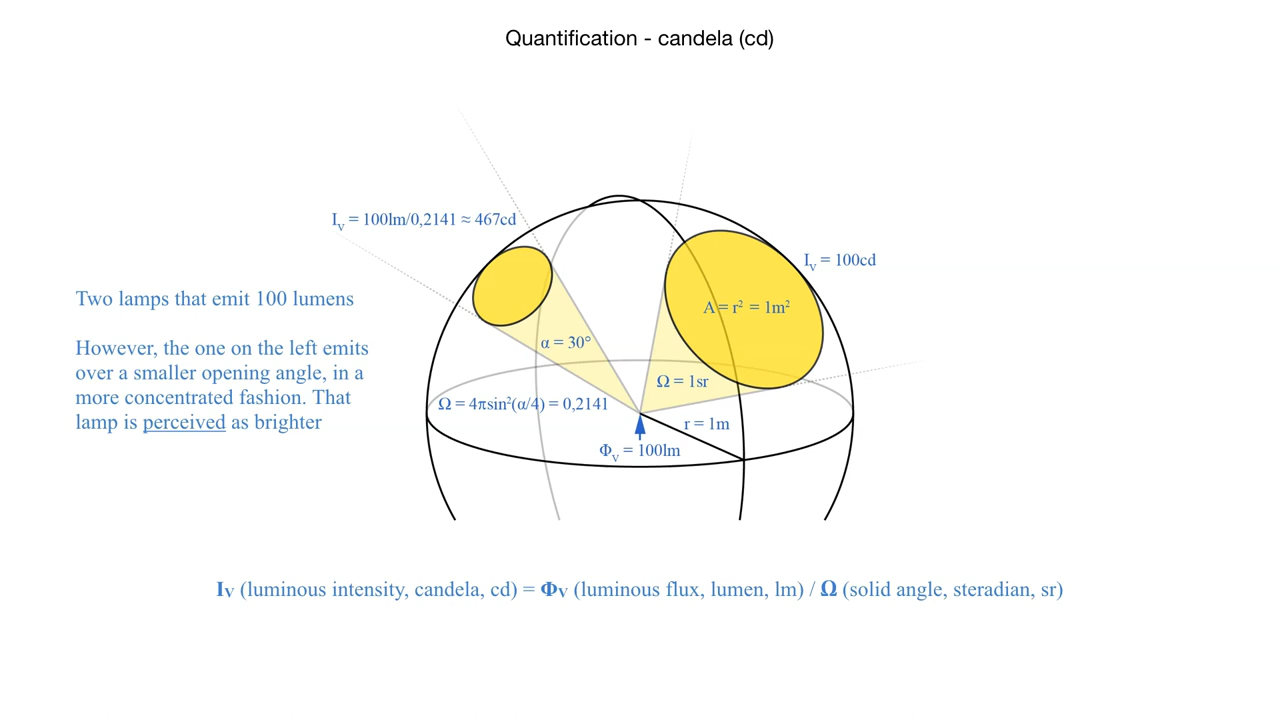 Quantification - candela (cd)
Iv = 100lm/0,2141 ≈ 467cd
Iv = 100cd
Two lamps that emit 100 lumens
A = r² = 1m²
However, the one on the left emits
over a smaller opening angle, in a
more concentrated fashion. That
lamp is perceived as brighter
α = 30°
Ω = 1sr
Ω = 4πsin²(α/4) = 0,2141
r = 1m
Φv = 100lm
Iv (luminous intensity, candela, cd) = Φv (luminous flux, lumen, lm) / Ω (solid angle, steradian, sr)